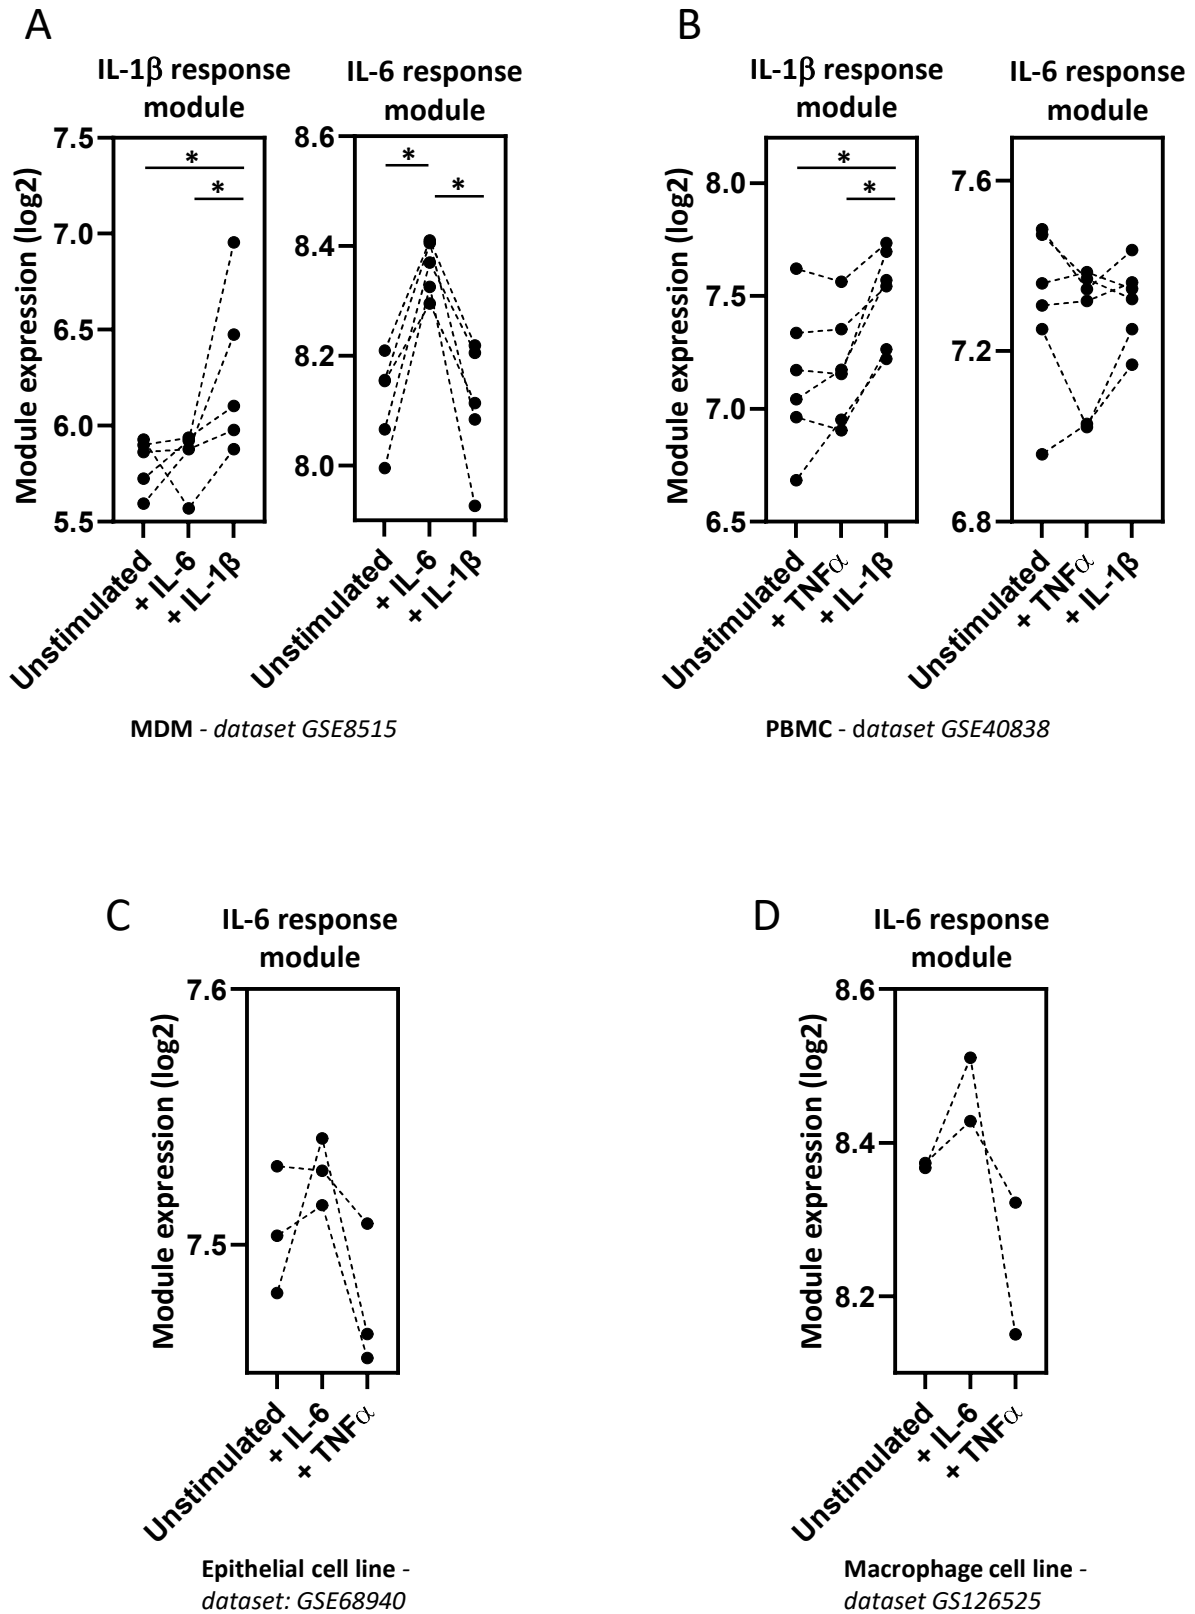 A
IL-1β response
module
IL-6 response
module
Module expression (log2)
7.5
7.0
6.5
6.0
5.5
*
*
8.6
8.4
8.2
8.0
*
*
Unstimulated
+ IL-6
+ IL-1β
Unstimulated
+ IL-6
+ IL-1β
MDM - dataset GSE8515
B
IL-1β response
module
IL-6 response
module
Module expression (log2)
8.0
7.5
7.0
6.5
*
*
7.6
7.2
6.8
Unstimulated
+ TNFα
+ IL-1β
Unstimulated
+ TNFα
+ IL-1β
PBMC - dataset GSE40838
C
IL-6 response
module
Module expression (log2)
7.6
7.5
Unstimulated
+ IL-6
+ TNFα
Epithelial cell line -
dataset: GSE68940
D
IL-6 response
module
Module expression (log2)
8.6
8.4
8.2
Unstimulated
+ IL-6
+ TNFα
Macrophage cell line -
dataset GS126525